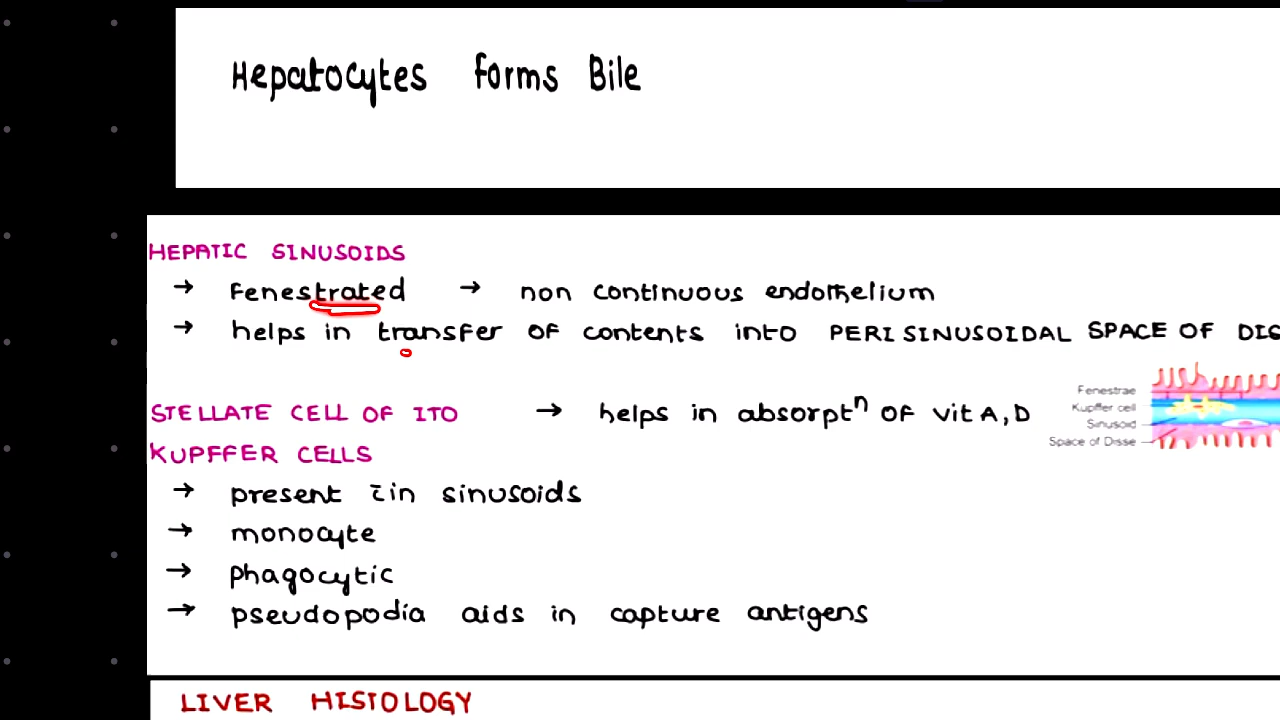 Hepatocytes forms Bile
HEPATIC SINUSOIDS
→ Fenestrated → non continuous endothelium
→ helps in transfer of contents into PERISINUSOIDAL SPACE OF
STELLATE CELL OF ITO → helps in absorptⁿ OF Vit A, D
Fenestrae
Kupffer cell
Sinusoid
Space of Disse
KUPFFER CELLS
→ present c̄in sinusoids
→ monocyte
→ Phagocytic
→ pseudopodia aids in capture antigens
LIVER HISTOLOGY